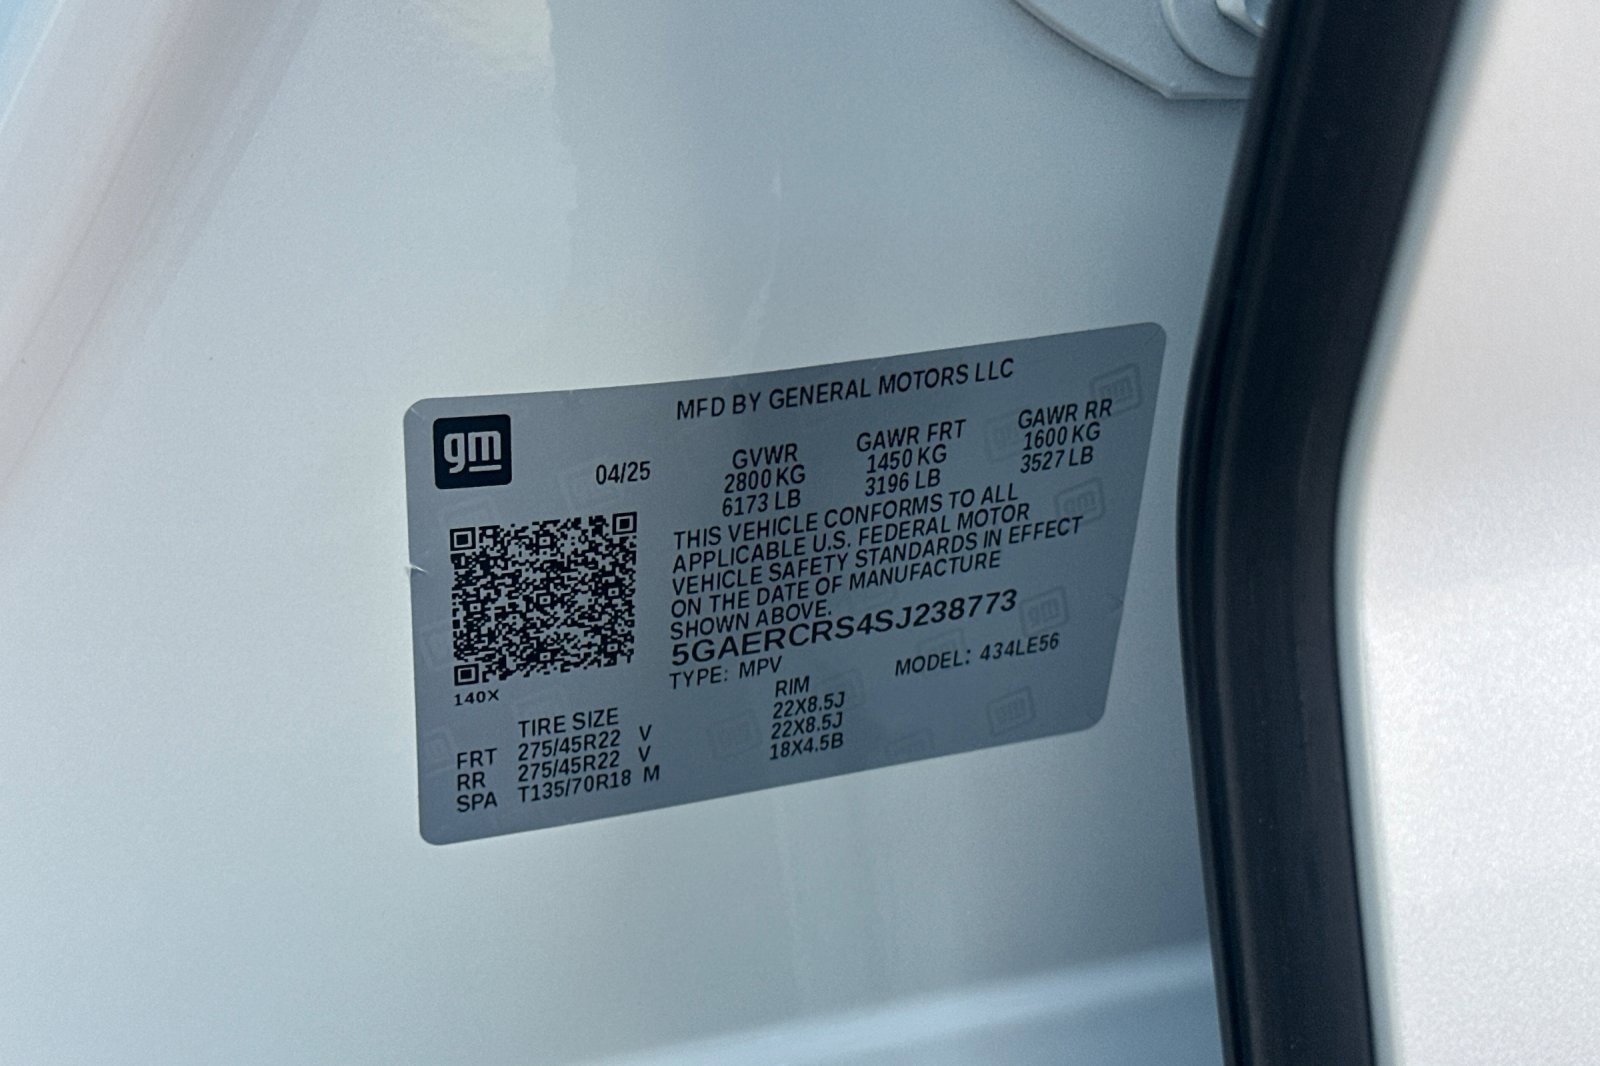 MFD BY GENERAL MOTORS LLC
gm
04/25
GVWR GAWR FRT GAWR RR
2800 KG 1450 KG 1600 KG
6173 LB 3196 LB 3527 LB
THIS VEHICLE CONFORMS TO ALL
APPLICABLE U.S. FEDERAL MOTOR
VEHICLE SAFETY STANDARDS IN EFFECT
ON THE DATE OF MANUFACTURE
SHOWN ABOVE.
5GAERCRS4SJ238773
TYPE: MPV MODEL: 434LE56
140X
TIRE SIZE RIM
FRT 275/45R22 V 22X8.5J
RR 275/45R22 V 22X8.5J
SPA T135/70R18 M 18X4.5B